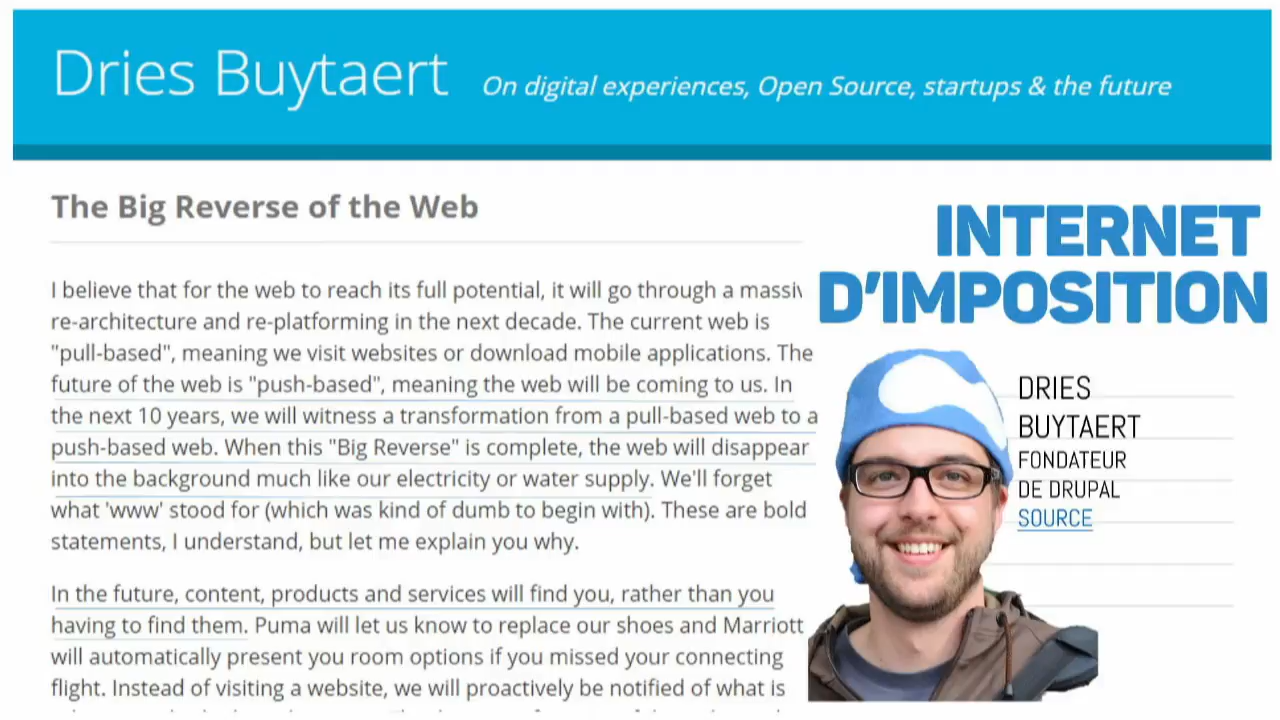 Dries Buytaert On digital experiences, Open Source, startups & the future
The Big Reverse of the Web
I believe that for the web to reach its full potential, it will go through a massiv
re-architecture and re-platforming in the next decade. The current web is
"pull-based", meaning we visit websites or download mobile applications. The
future of the web is "push-based", meaning the web will be coming to us. In
the next 10 years, we will witness a transformation from a pull-based web to a
push-based web. When this "Big Reverse" is complete, the web will disappear
into the background much like our electricity or water supply. We'll forget
what 'www' stood for (which was kind of dumb to begin with). These are bold
statements, I understand, but let me explain you why.
In the future, content, products and services will find you, rather than you
having to find them. Puma will let us know to replace our shoes and Marriott
will automatically present you room options if you missed your connecting
flight. Instead of visiting a website, we will proactively be notified of what is
INTERNET
D'IMPOSITION
DRIES
BUYTAERT
FONDATEUR
DE DRUPAL
SOURCE